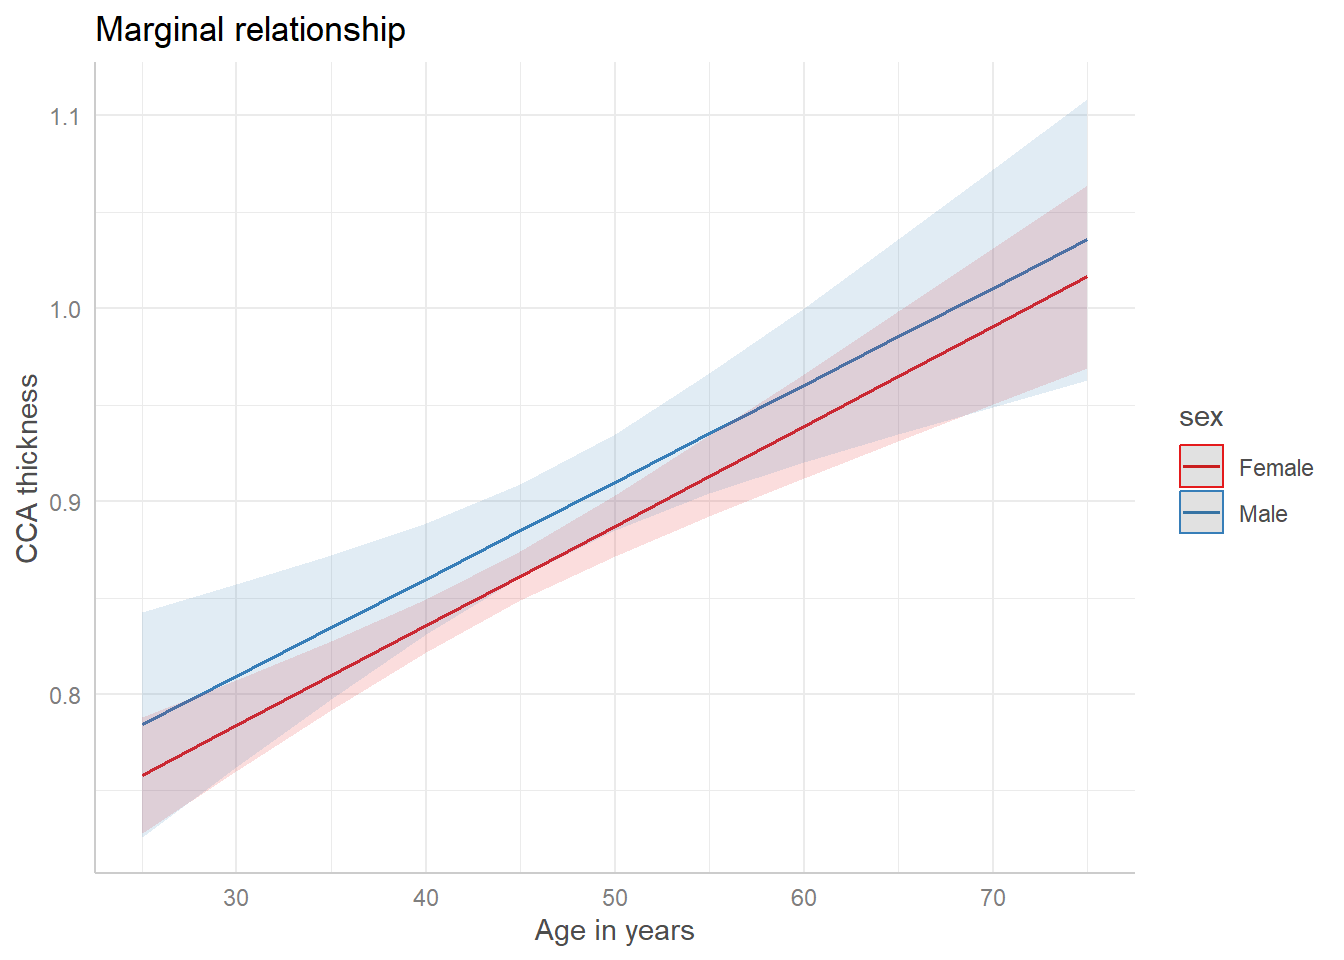 Marginal relationship
1.1
1.0
0.9
0.8
CCA thickness
30 40 50 60 70
Age in years
sex
Female
Male